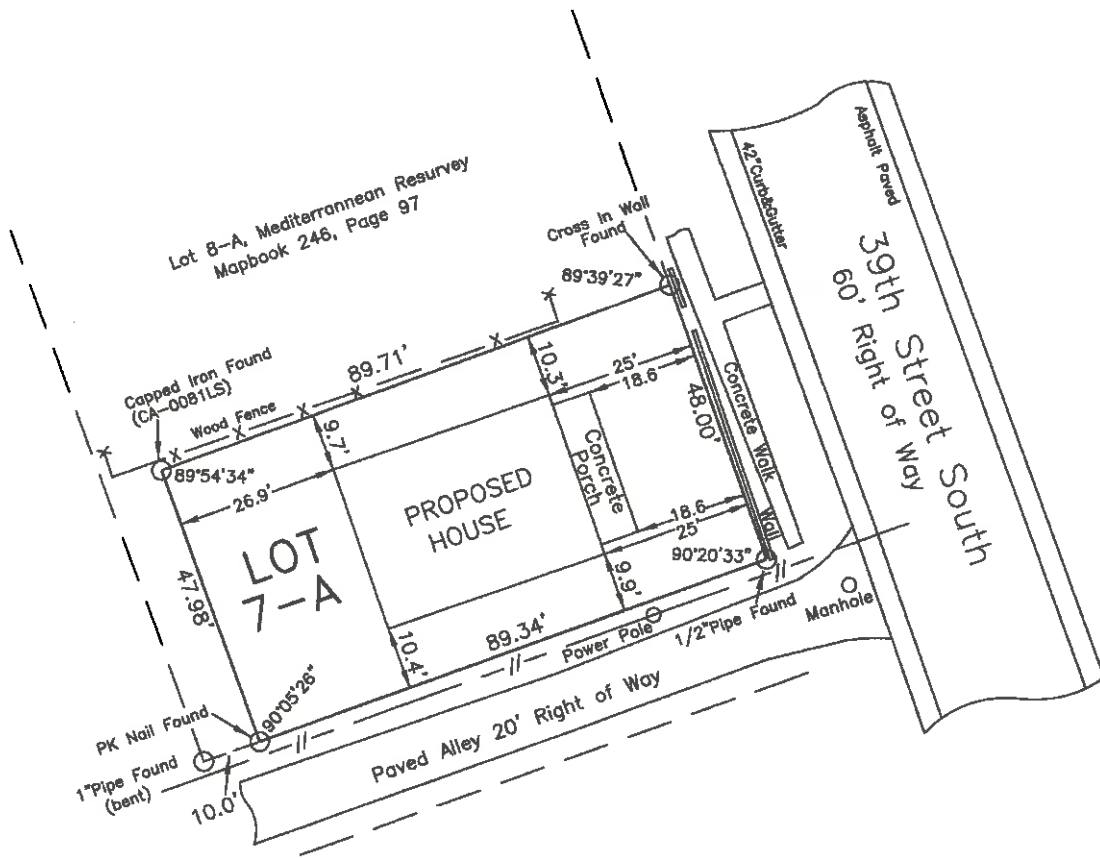 Lot 8-A, Mediterrannean Resurvey
Mapbook 246, Page 97
Cross In Wall
Found
89°39'27"
42"Curb&Gutter
Asphalt Paved
39th Street South
60' Right of Way
Capped Iron Found
(CA-0081LS)
Wood Fence
89.71'
89°54'34"
26.9'
9.7'
10.3'
25'
18.6
48.00'
Concrete Walk
Wall
Concrete
Porch
PROPOSED
HOUSE
18.6
25'
90°20'33"
9.9'
LOT
7-A
47.98'
10.4'
89.34'
Power Pole
1/2"Pipe Found
Manhole
90°05'26"
PK Nail Found
1"Pipe Found
(bent)
10.0'
Paved Alley 20' Right of Way